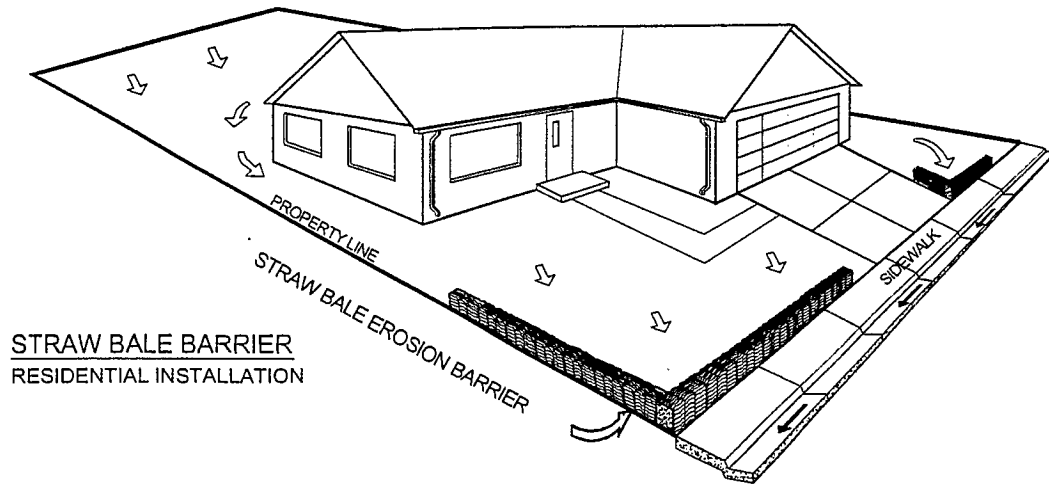 PROPERTY LINE
SIDEWALK
STRAW BALE EROSION BARRIER
STRAW BALE BARRIER
RESIDENTIAL INSTALLATION